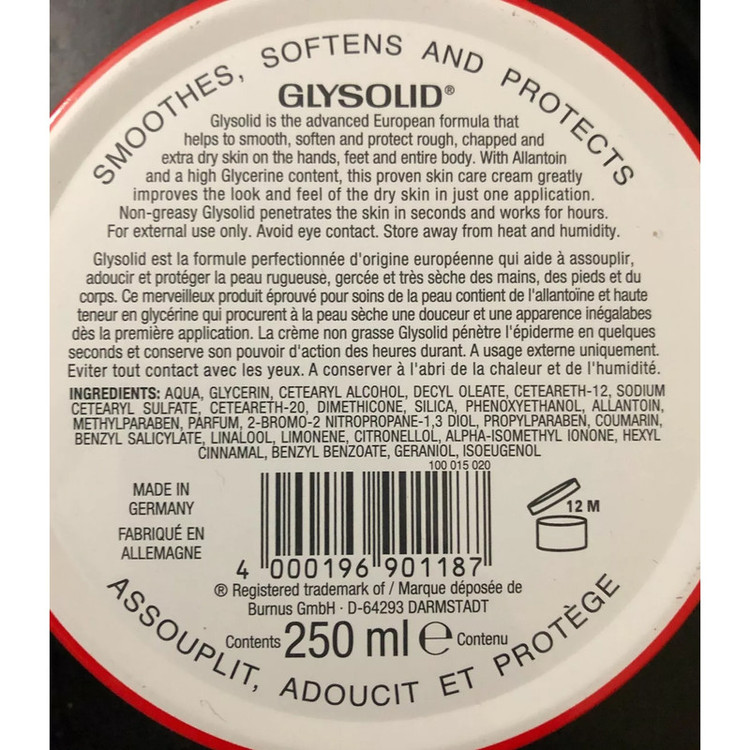 SMOOTHES, SOFTENS AND PROTECTS
GLYSOLID®
Glysolid is the advanced European formula that
helps to smooth, soften and protect rough, chapped and
extra dry skin on the hands, feet and entire body. With Allantoin
and a high Glycerine content, this proven skin care cream greatly
improves the look and feel of the dry skin in just one application.
Non-greasy Glysolid penetrates the skin in seconds and works for hours.
For external use only. Avoid eye contact. Store away from heat and humidity.
Glysolid est la formule perfectionnée d'origine européenne qui aide à assouplir,
adoucir et protéger la peau rugueuse, gercée et très sèche des mains, des pieds et du
corps. Ce merveilleux produit éprouvé pour soins de la peau contient de l'allantoïne et haute
teneur en glycérine qui procurent à la peau sèche une douceur et une apparence inégalabes
dès la première application. La crème non grasse Glysolid pénètre l'épiderme en quelques
seconds et conserve son pouvoir d'action des heures durant. A usage externe uniquement.
Eviter tout contact avec les yeux. A conserver à l'abri de la chaleur et de l'humidité.
INGREDIENTS: AQUA, GLYCERIN, CETEARYL ALCOHOL, DECYL OLEATE, CETEARETH-12, SODIUM
CETEARYL SULFATE, CETEARETH-20, DIMETHICONE, SILICA, PHENOXYETHANOL, ALLANTOIN,
METHYLPARABEN, PARFUM, 2-BROMO-2 NITROPROPANE-1,3 DIOL, PROPYLPARABEN, COUMARIN,
BENZYL SALICYLATE, LINALOOL, LIMONENE, CITRONELLOL, ALPHA-ISOMETHYL IONONE, HEXYL
CINNAMAL, BENZYL BENZOATE, GERANIOL, ISOEUGENOL
100 015 020
MADE IN
GERMANY
FABRIQUÉ EN
ALLEMAGNE
12 M
4 000196 901187
® Registered trademark of / Marque déposée de
Burnus GmbH · D-64293 DARMSTADT
Contents 250 ml ℮ Contenu
ASSOUPLIT, ADOUCIT ET PROTÈGE